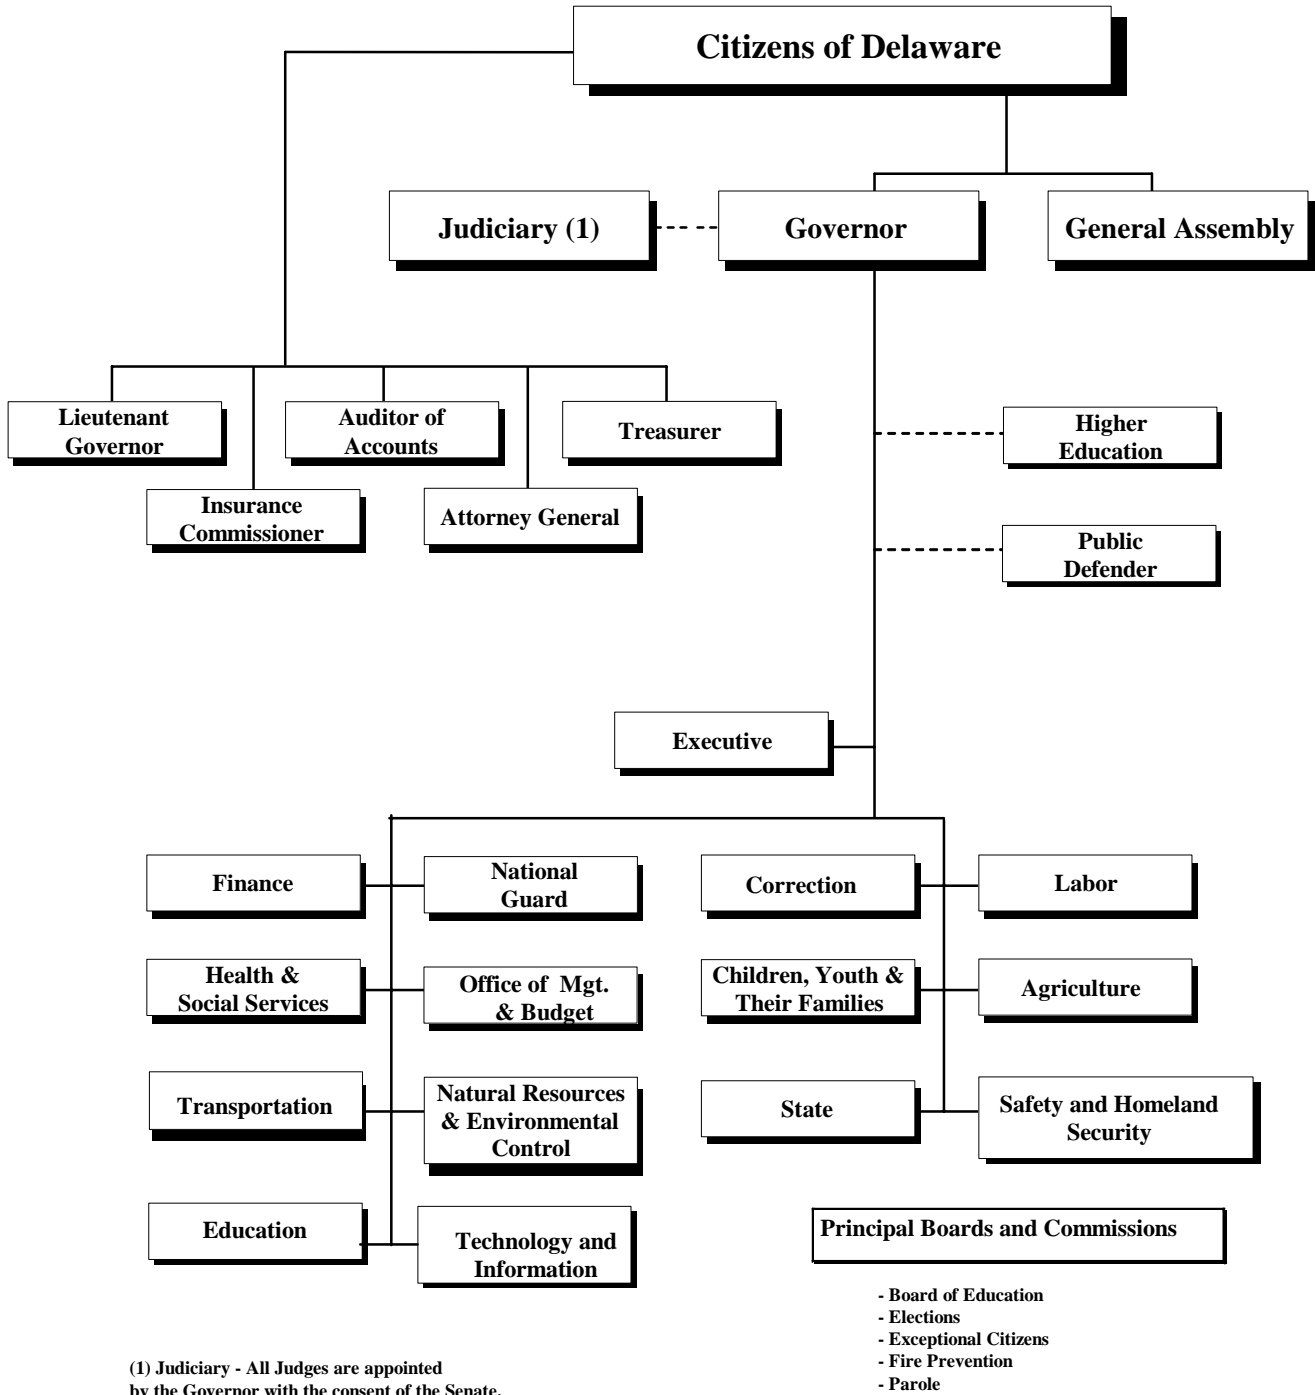 Citizens of Delaware
Judiciary (1)
Governor
General Assembly
Lieutenant
Governor
Auditor of
Accounts
Treasurer
Higher
Education
Insurance
Commissioner
Attorney General
Public
Defender
Executive
Finance
National
Guard
Correction
Labor
Health &
Social Services
Office of Mgt.
& Budget
Children, Youth &
Their Families
Agriculture
Transportation
Natural Resources
& Environmental
Control
State
Safety and Homeland
Security
Education
Technology and
Information
Principal Boards and Commissions
- Board of Education
- Elections
- Exceptional Citizens
- Fire Prevention
- Parole
(1) Judiciary - All Judges are appointed
by the Governor with the consent of the Senate.